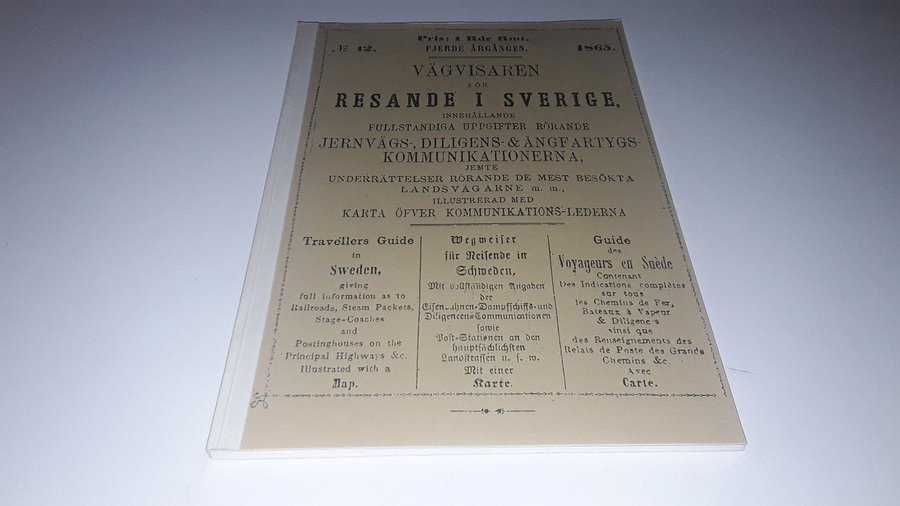 Pris: 1 Rdr Rmt.
№ 12. FJERDE ÅRGÅNGEN. 1865.
VÄGVISAREN
FÖR
RESANDE I SVERIGE,
INNEHÅLLANDE
FULLSTÄNDIGA UPPGIFTER RÖRANDE
JERNVÄGS-, DILIGENS- & ÅNGFARTYGS-
KOMMUNIKATIONERNA,
JEMTE
UNDERRÄTTELSER RÖRANDE DE MEST BESÖKTA
LANDSVÄGARNE m. m.,
ILLUSTRERAD MED
KARTA ÖFVER KOMMUNIKATIONS-LEDERNA
Travellers Guide
in
Sweden,
giving
full information as to
Railroads, Steam Packets,
Stage-Coaches
and
Postinghouses on the
Principal Highways &c.
Illustrated with a
Map.
Wegweiser
für Reisende in
Schweden,
Mit vollständigen Angaben
der
Eisenbahnen-Dampfschiffs-und
Diligencen-Communicationen
sowie
Post-Stationen an den
hauptsächlichsten
Landstrassen u. s. w.
Mit einer
Karte.
Guide
des
Voyageurs en Suède
Contenant
Des Indications complètes
sur tous
les Chemins de Fer,
Bateaux à Vapeur
& Diligences
ainsi que
des Renseignements des
Relais de Poste des Grands
Chemins &c.
Avec
Carte.